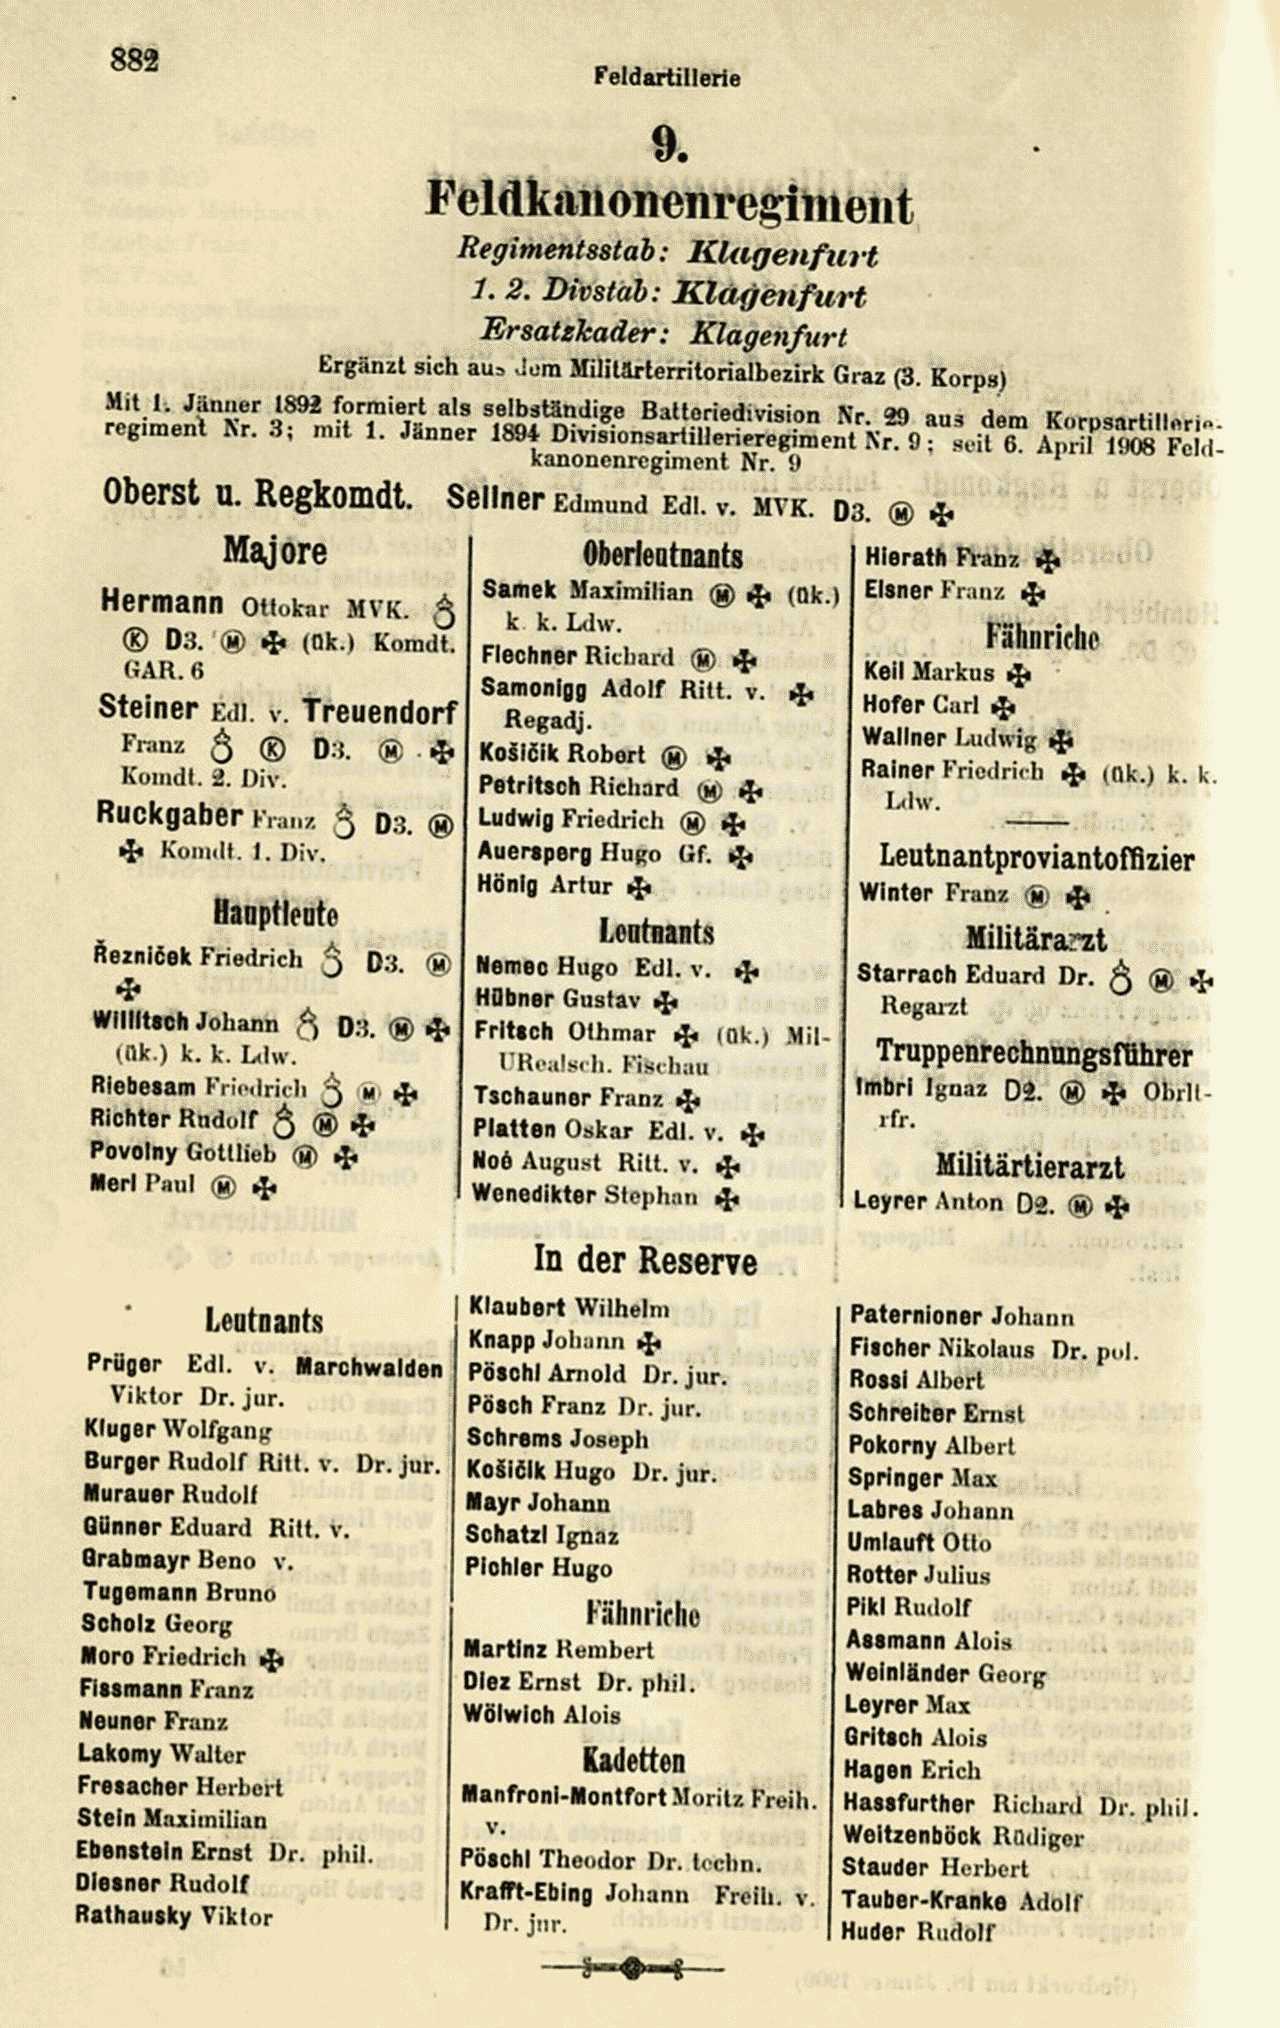 882
Feldartillerie
9.
Feldkanonenregiment
Regimentsstab: Klagenfurt
1. 2. Divstab: Klagenfurt
Ersatzkader: Klagenfurt
Ergänzt sich aus dem Militärterritorialbezirk Graz (3. Korps)
Mit 1. Jänner 1892 formiert als selbständige Batteriedivision Nr. 29 aus dem Korpsartillerie-
regiment Nr. 3; mit 1. Jänner 1894 Divisionsartillerieregiment Nr. 9; seit 6. April 1908 Feld-
kanonenregiment Nr. 9
Oberst u. Regkomdt. Sellner Edmund Edl. v. MVK. D3. Ⓜ ✠
Majore
Hermann Ottokar MVK.
Ⓚ D3. Ⓜ ✠ (ük.) Komdt.
GAR. 6
Steiner Edl. v. Treuendorf
Franz Ⓚ D3. Ⓜ ✠
Komdt. 2. Div.
Ruckgaber Franz D3. Ⓜ
✠ Komdt. 1. Div.
Hauptleute
Řezniček Friedrich D3. Ⓜ
✠
Willitsch Johann D3. Ⓜ ✠
(ük.) k. k. Ldw.
Riebesam Friedrich Ⓜ ✠
Richter Rudolf Ⓜ ✠
Povolny Gottlieb Ⓜ ✠
Merl Paul Ⓜ ✠
Oberleutnants
Samek Maximilian Ⓜ ✠ (ük.)
k. k. Ldw.
Flechner Richard Ⓜ ✠
Samonigg Adolf Ritt. v. ✠
Regadj.
Košičik Robert Ⓜ ✠
Petritsch Richard Ⓜ ✠
Ludwig Friedrich Ⓜ ✠
Auersperg Hugo Gf. ✠
Hönig Artur ✠
Leutnants
Nemec Hugo Edl. v. ✠
Hübner Gustav ✠
Fritsch Othmar ✠ (ük.) Mil-
URealsch. Fischau
Tschauner Franz ✠
Platten Oskar Edl. v. ✠
Noé August Ritt. v. ✠
Wenedikter Stephan ✠
Hierath Franz ✠
Elsner Franz ✠
Fähnriche
Keil Markus ✠
Hofer Carl ✠
Wallner Ludwig ✠
Rainer Friedrich ✠ (ük.) k. k.
Ldw.
Leutnantproviantoffizier
Winter Franz Ⓜ ✠
Militärarzt
Starrach Eduard Dr. Ⓜ ✠
Regarzt
Truppenrechnungsführer
Imbri Ignaz D2. Ⓜ ✠ Obrlt-
rfr.
Militärtierarzt
Leyrer Anton D2. Ⓜ ✠
In der Reserve
Leutnants
Prüger Edl. v. Marchwalden
Viktor Dr. jur.
Kluger Wolfgang
Burger Rudolf Ritt. v. Dr. jur.
Murauer Rudolf
Günner Eduard Ritt. v.
Grabmayr Beno v.
Tugemann Bruno
Scholz Georg
Moro Friedrich ✠
Fissmann Franz
Neuner Franz
Lakomy Walter
Fresacher Herbert
Stein Maximilian
Ebenstein Ernst Dr. phil.
Diesner Rudolf
Rathausky Viktor
Klaubert Wilhelm
Knapp Johann ✠
Pöschl Arnold Dr. jur.
Pösch Franz Dr. jur.
Schrems Joseph
Košičik Hugo Dr. jur.
Mayr Johann
Schatzl Ignaz
Pichler Hugo
Fähnriche
Martinz Rembert
Diez Ernst Dr. phil.
Wölwich Alois
Kadetten
Manfroni-Montfort Moritz Freih.
v.
Pöschl Theodor Dr. techn.
Krafft-Ebing Johann Freih. v.
Dr. jur.
Paternioner Johann
Fischer Nikolaus Dr. pol.
Rossi Albert
Schreiber Ernst
Pokorny Albert
Springer Max
Labres Johann
Umlauft Otto
Rotter Julius
Pikl Rudolf
Assmann Alois
Weinländer Georg
Leyrer Max
Gritsch Alois
Hagen Erich
Hassfurther Richard Dr. phil.
Weitzenböck Rüdiger
Stauder Herbert
Tauber-Kranke Adolf
Huder Rudolf